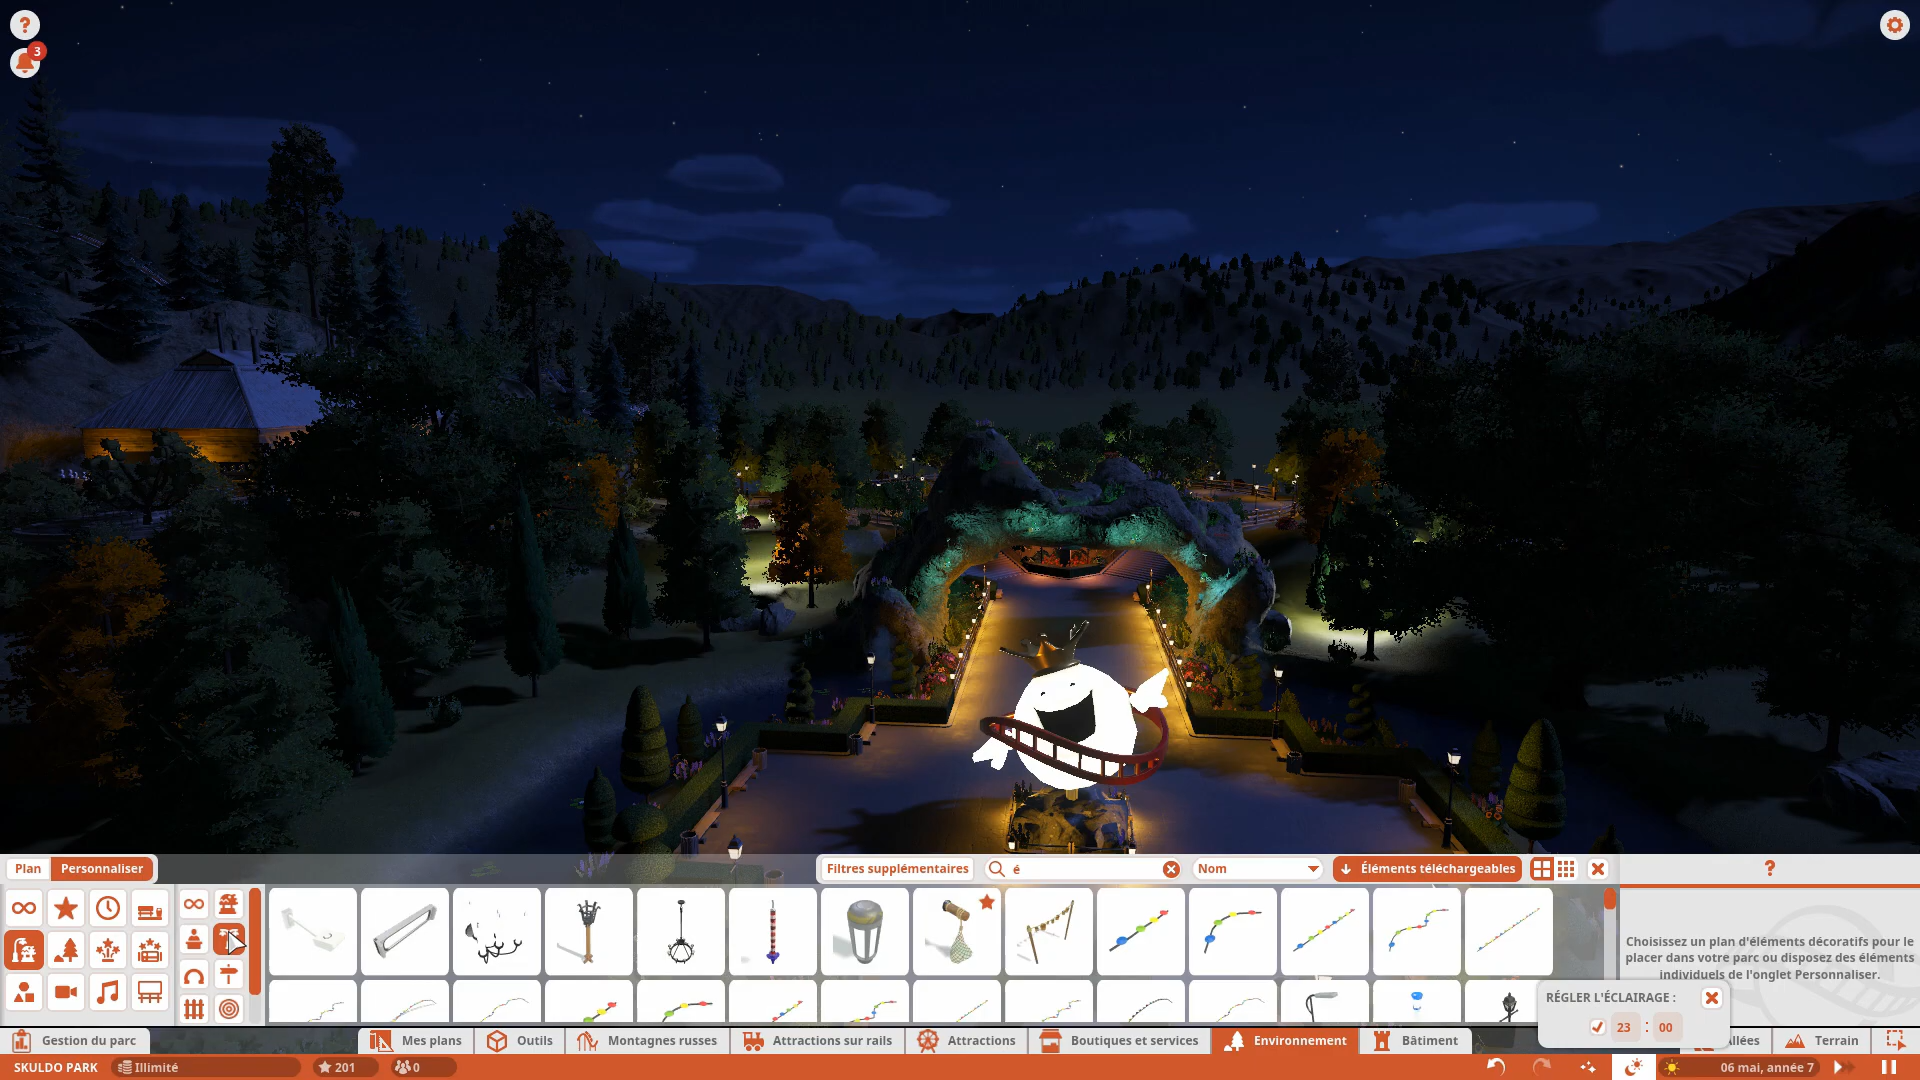 ?
3
Plan
Personnaliser
Filtres supplémentaires
é
Nom
Éléments téléchargeables
?
Choisissez un plan d'éléments décoratifs pour le
placer dans votre parc ou disposez des éléments
individuels de l'onglet Personnaliser.
RÉGLER L'ÉCLAIRAGE :
23 : 00
Gestion du parc
Mes plans
Outils
Montagnes russes
Attractions sur rails
Attractions
Boutiques et services
Environnement
Bâtiment
Terrain
SKULDO PARK
Illimité
201
0
06 mai, année 7